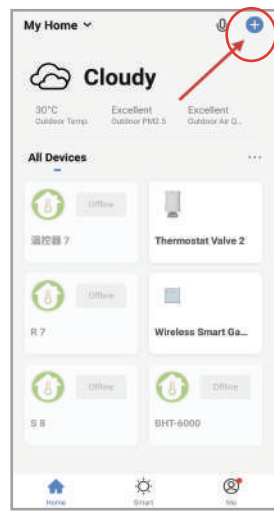 My Home
Cloudy
30°C Excellent Excellent
Outdoor Temp. Outdoor PM2.5 Outdoor Air Q...
All Devices ...
Offline
溫控器 7 Thermostat Valve 2
Offline
R 7 Wireless Smart Ga...
Offline Offline
S 8 BHT-6000
Home Smart Me